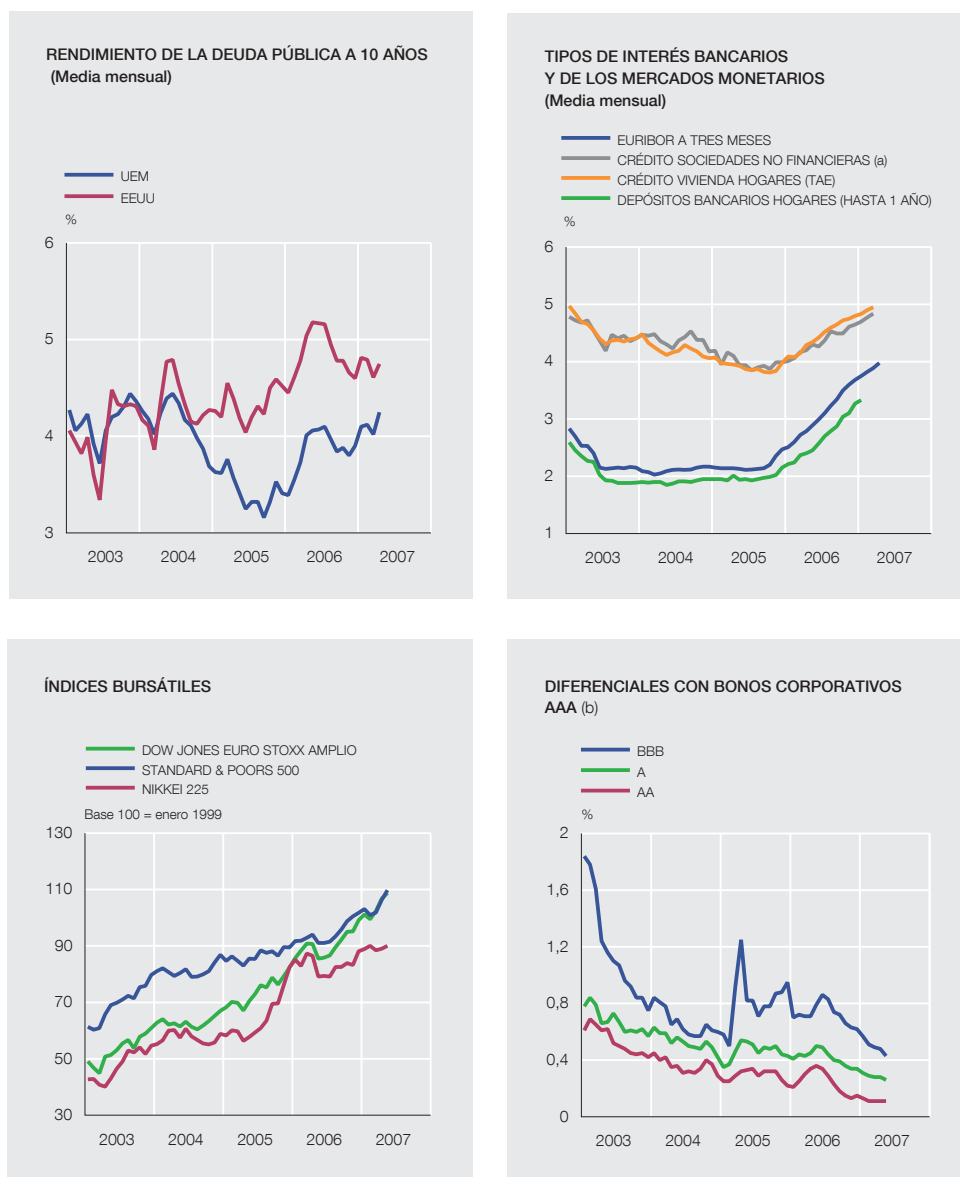 RENDIMIENTO DE LA DEUDA PÚBLICA A 10 AÑOS
(Media mensual)
UEM
EEUU
%
6
5
4
3
2003 2004 2005 2006 2007
TIPOS DE INTERÉS BANCARIOS
Y DE LOS MERCADOS MONETARIOS
(Media mensual)
EURIBOR A TRES MESES
CRÉDITO SOCIEDADES NO FINANCIERAS (a)
CRÉDITO VIVIENDA HOGARES (TAE)
DEPÓSITOS BANCARIOS HOGARES (HASTA 1 AÑO)
%
6
5
4
3
2
1
2003 2004 2005 2006 2007
ÍNDICES BURSÁTILES
DOW JONES EURO STOXX AMPLIO
STANDARD & POORS 500
NIKKEI 225
Base 100 = enero 1999
130
110
90
70
50
30
2003 2004 2005 2006 2007
DIFERENCIALES CON BONOS CORPORATIVOS
AAA (b)
BBB
A
AA
%
2
1,6
1,2
0,8
0,4
0
2003 2004 2005 2006 2007